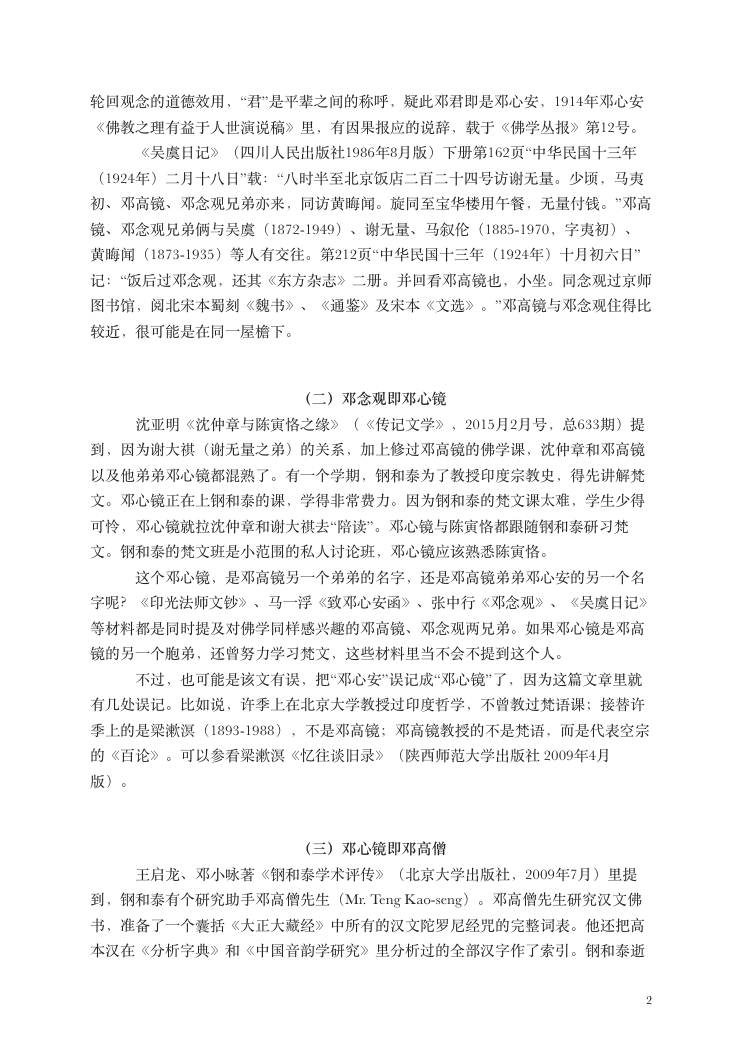 轮回观念的道德效用，“君”是平辈之间的称呼，疑此邓君即是邓心安，1914年邓心安
《佛教之理有益于人世演说稿》里，有因果报应的说辞，载于《佛学丛报》第12号。
《吴虞日记》（四川人民出版社1986年8月版）下册第162页“中华民国十三年
（1924年）二月十八日”载：“八时半至北京饭店二百二十四号访谢无量。少顷，马夷
初、邓高镜、邓念观兄弟亦来，同访黄晦闻。旋同至宝华楼用午餐，无量付钱。”邓高
镜、邓念观兄弟俩与吴虞（1872-1949）、谢无量、马叙伦（1885-1970，字夷初）、
黄晦闻（1873-1935）等人有交往。第212页“中华民国十三年（1924年）十月初六日”
记：“饭后过邓念观，还其《东方杂志》二册。并回看邓高镜也，小坐。同念观过京师
图书馆，阅北宋本蜀刻《魏书》、《通鉴》及宋本《文选》。”邓高镜与邓念观住得比
较近，很可能是在同一屋檐下。
（二）邓念观即邓心镜
沈亚明《沈仲章与陈寅恪之缘》（《传记文学》，2015月2月号，总633期）提
到，因为谢大祺（谢无量之弟）的关系，加上修过邓高镜的佛学课，沈仲章和邓高镜
以及他弟弟邓心镜都混熟了。有一个学期，钢和泰为了教授印度宗教史，得先讲解梵
文。邓心镜正在上钢和泰的课，学得非常费力。因为钢和泰的梵文课太难，学生少得
可怜，邓心镜就拉沈仲章和谢大祺去“陪读”。邓心镜与陈寅恪都跟随钢和泰研习梵
文。钢和泰的梵文班是小范围的私人讨论班，邓心镜应该熟悉陈寅恪。
这个邓心镜，是邓高镜另一个弟弟的名字，还是邓高镜弟弟邓心安的另一个名
字呢？《印光法师文钞》、马一浮《致邓心安函》、张中行《邓念观》、《吴虞日记》
等材料都是同时提及对佛学同样感兴趣的邓高镜、邓念观两兄弟。如果邓心镜是邓高
镜的另一个胞弟，还曾努力学习梵文，这些材料里当不会不提到这个人。
不过，也可能是该文有误，把“邓心安”误记成“邓心镜”了，因为这篇文章里就
有几处误记。比如说，许季上在北京大学教授过印度哲学，不曾教过梵语课；接替许
季上的是梁漱溟（1893-1988），不是邓高镜；邓高镜教授的不是梵语，而是代表空宗
的《百论》。可以参看梁漱溟《忆往谈旧录》（陕西师范大学出版社 2009年4月
版）。
（三）邓心镜即邓高僧
王启龙、邓小咏著《钢和泰学术评传》（北京大学出版社，2009年7月）里提
到，钢和泰有个研究助手邓高僧先生（Mr. Teng Kao-seng）。邓高僧先生研究汉文佛
书，准备了一个囊括《大正大藏经》中所有的汉文陀罗尼经咒的完整词表。他还把高
本汉在《分析字典》和《中国音韵学研究》里分析过的全部汉字作了索引。钢和泰逝
2